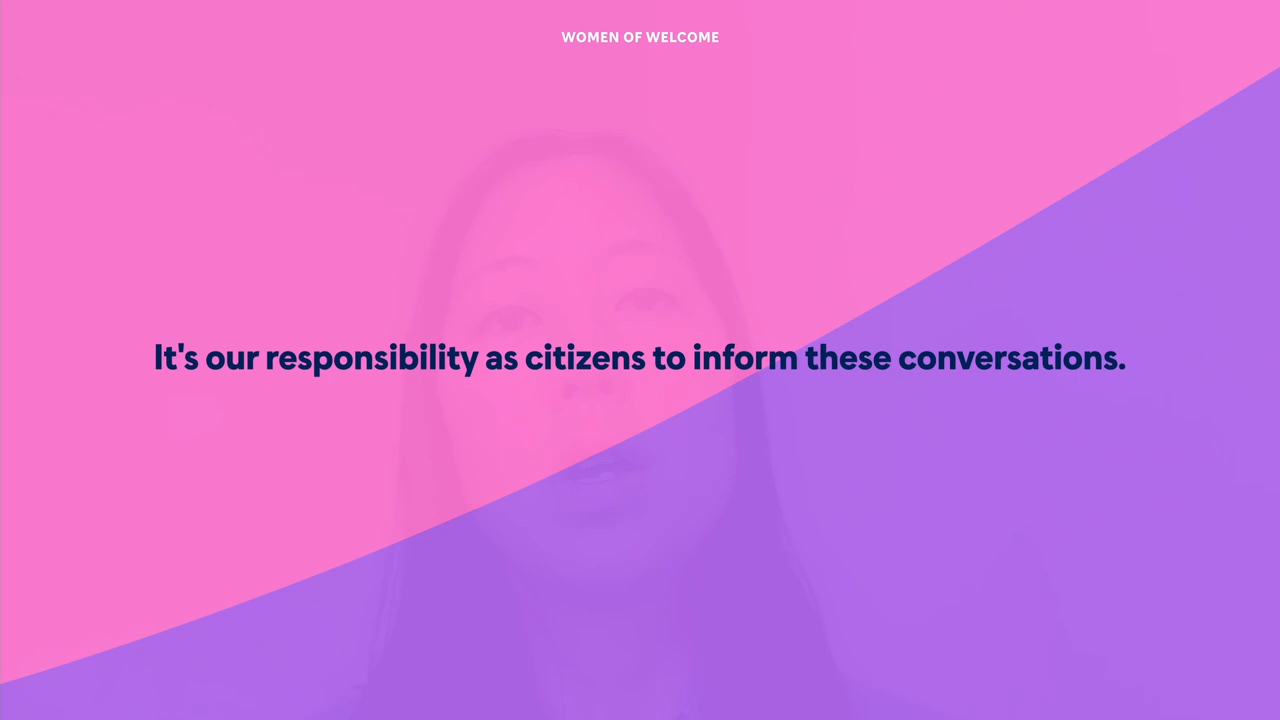 WOMEN OF WELCOME
It's our responsibility as citizens to inform these conversations.